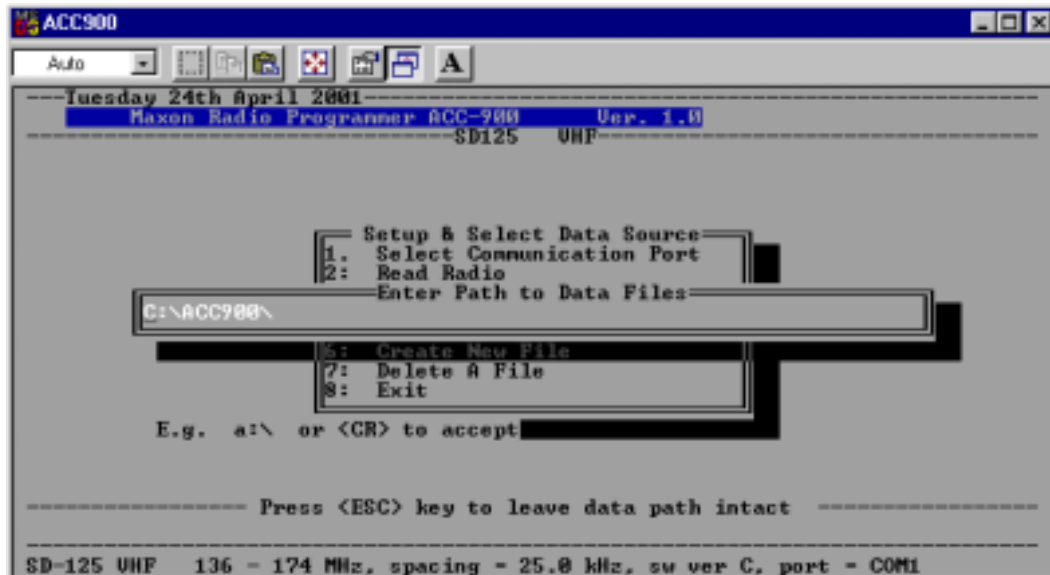 ACC900
Auto
A
Tuesday 24th April 2001
Maxon Radio Programmer ACC-900 Ver. 1.0
SD125 VHF
Setup & Select Data Source
1. Select Communication Port
2: Read Radio
Enter Path to Data Files
C:\ACC900\
6: Create New File
7: Delete A File
8: Exit
E.g. a:\ or <CR> to accept
Press <ESC> key to leave data path intact
SD-125 VHF 136 - 174 MHz, spacing = 25.0 kHz, sw ver C, port = COM1